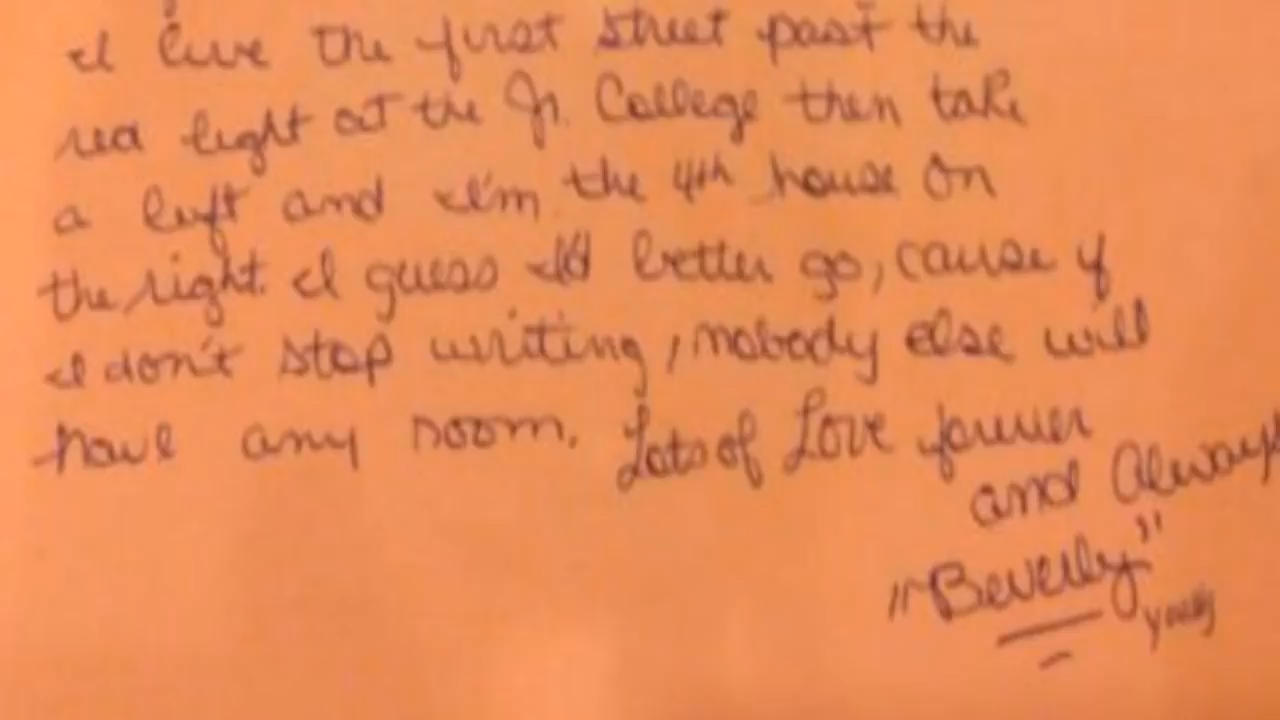 I live the first street past the
red light at the Jr. College then take
a left and I'm the 4th house on
the right. I guess I'd better go, cause if
I don't stop writing, nobody else will
have any room. Lots of Love forever
and Always
"Beverly"